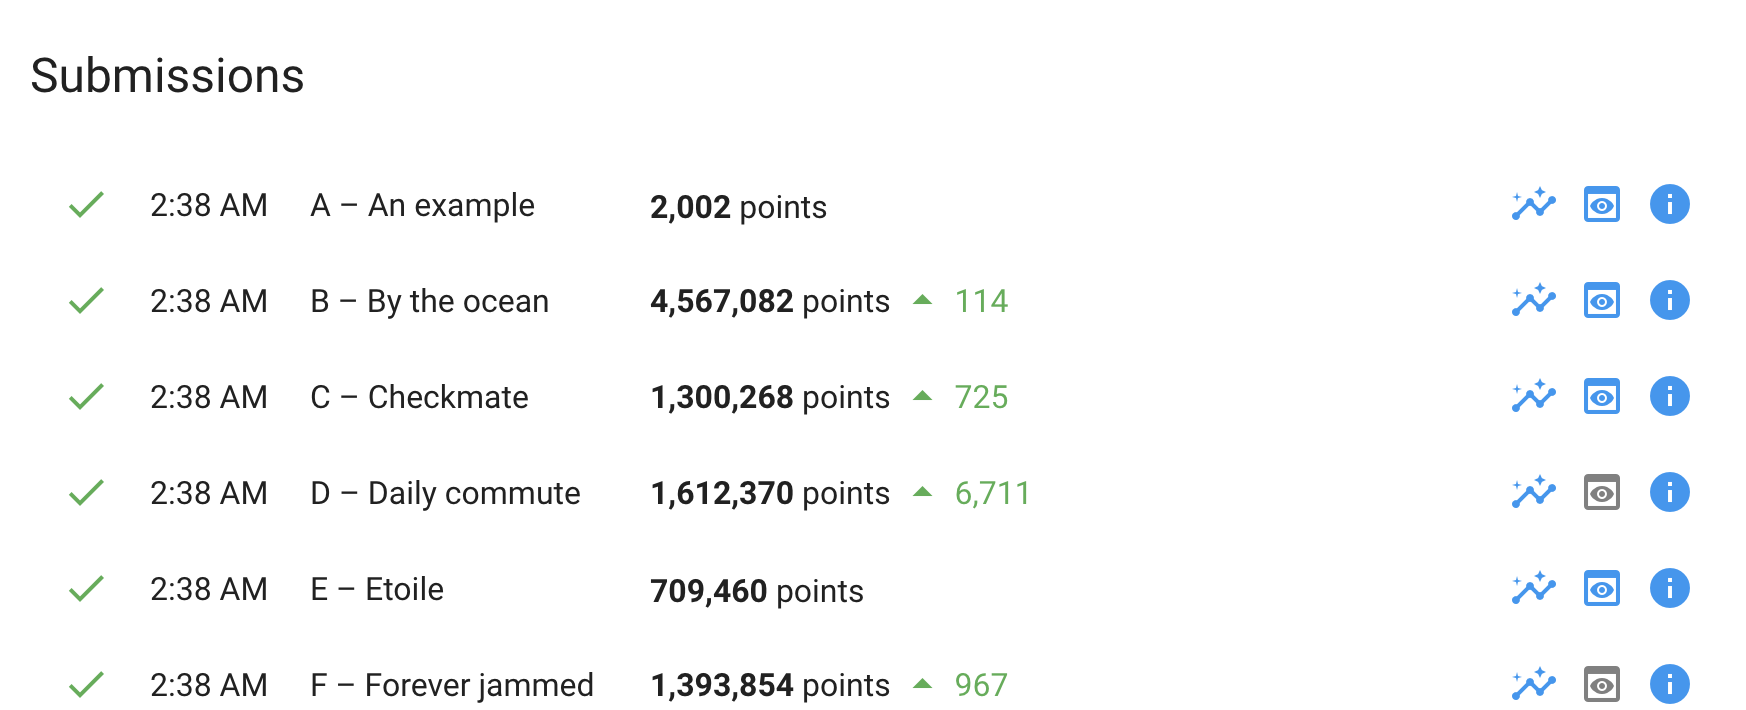 Submissions
2:38 AM A – An example 2,002 points
2:38 AM B – By the ocean 4,567,082 points 114
2:38 AM C – Checkmate 1,300,268 points 725
2:38 AM D – Daily commute 1,612,370 points 6,711
2:38 AM E – Etoile 709,460 points
2:38 AM F – Forever jammed 1,393,854 points 967